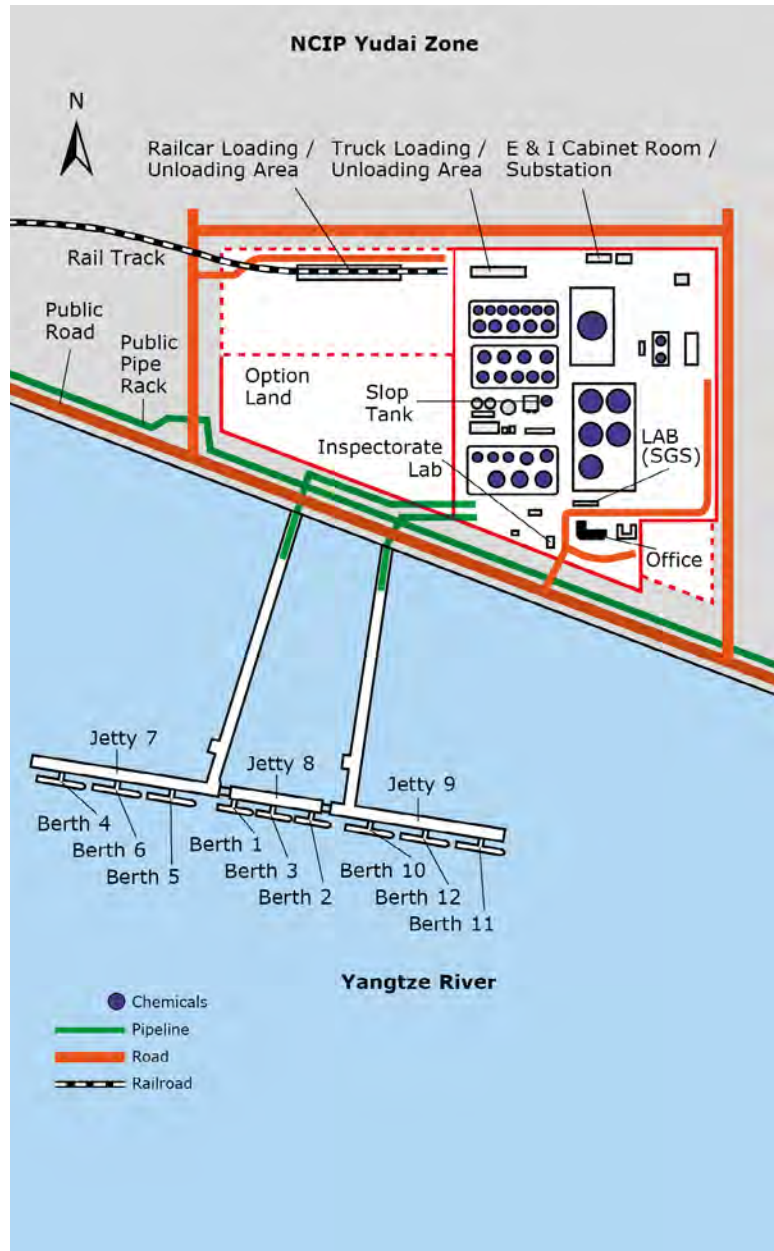 NCIP Yudai Zone
N
Railcar Loading /
Unloading Area
Truck Loading /
Unloading Area
E & I Cabinet Room /
Substation
Rail Track
Public
Road
Public
Pipe
Rack
Option
Land
Slop
Tank
Inspectorate
Lab
LAB
(SGS)
Office
Jetty 7
Jetty 8
Jetty 9
Berth 4
Berth 6
Berth 5
Berth 1
Berth 3
Berth 2
Berth 10
Berth 12
Berth 11
Yangtze River
Chemicals
Pipeline
Road
Railroad